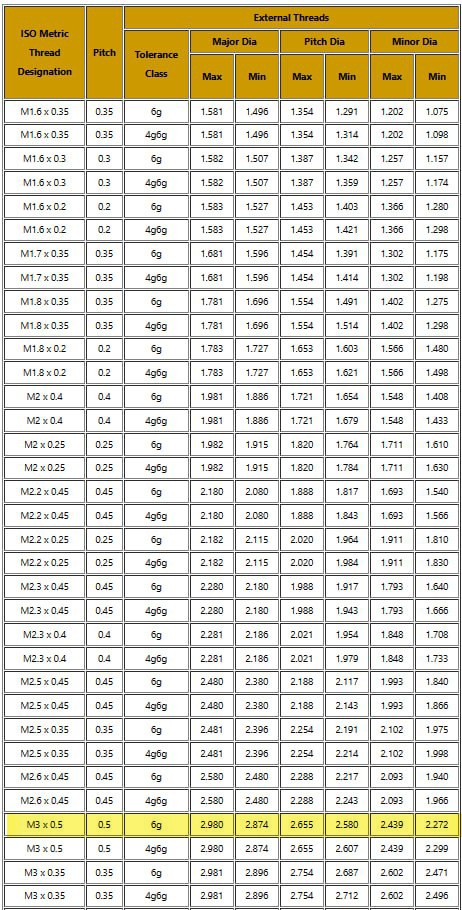 ISO Metric Thread Designation Pitch External Threads
Tolerance Class Major Dia Pitch Dia Minor Dia
Max Min Max Min Max Min
M1.6 x 0.35 0.35 6g 1.581 1.496 1.354 1.291 1.202 1.075
M1.6 x 0.35 0.35 4g6g 1.581 1.496 1.354 1.314 1.202 1.098
M1.6 x 0.3 0.3 6g 1.582 1.507 1.387 1.342 1.257 1.157
M1.6 x 0.3 0.3 4g6g 1.582 1.507 1.387 1.359 1.257 1.174
M1.6 x 0.2 0.2 6g 1.583 1.527 1.453 1.403 1.366 1.280
M1.6 x 0.2 0.2 4g6g 1.583 1.527 1.453 1.421 1.366 1.298
M1.7 x 0.35 0.35 6g 1.681 1.596 1.454 1.391 1.302 1.175
M1.7 x 0.35 0.35 4g6g 1.681 1.596 1.454 1.414 1.302 1.198
M1.8 x 0.35 0.35 6g 1.781 1.696 1.554 1.491 1.402 1.275
M1.8 x 0.35 0.35 4g6g 1.781 1.696 1.554 1.514 1.402 1.298
M1.8 x 0.2 0.2 6g 1.783 1.727 1.653 1.603 1.566 1.480
M1.8 x 0.2 0.2 4g6g 1.783 1.727 1.653 1.621 1.566 1.498
M2 x 0.4 0.4 6g 1.981 1.886 1.721 1.654 1.548 1.408
M2 x 0.4 0.4 4g6g 1.981 1.886 1.721 1.679 1.548 1.433
M2 x 0.25 0.25 6g 1.982 1.915 1.820 1.764 1.711 1.610
M2 x 0.25 0.25 4g6g 1.982 1.915 1.820 1.784 1.711 1.630
M2.2 x 0.45 0.45 6g 2.180 2.080 1.888 1.817 1.693 1.540
M2.2 x 0.45 0.45 4g6g 2.180 2.080 1.888 1.843 1.693 1.566
M2.2 x 0.25 0.25 6g 2.182 2.115 2.020 1.964 1.911 1.810
M2.2 x 0.25 0.25 4g6g 2.182 2.115 2.020 1.984 1.911 1.830
M2.3 x 0.45 0.45 6g 2.280 2.180 1.988 1.917 1.793 1.640
M2.3 x 0.45 0.45 4g6g 2.280 2.180 1.988 1.943 1.793 1.666
M2.3 x 0.4 0.4 6g 2.281 2.186 2.021 1.954 1.848 1.708
M2.3 x 0.4 0.4 4g6g 2.281 2.186 2.021 1.979 1.848 1.733
M2.5 x 0.45 0.45 6g 2.480 2.380 2.188 2.117 1.993 1.840
M2.5 x 0.45 0.45 4g6g 2.480 2.380 2.188 2.143 1.993 1.866
M2.5 x 0.35 0.35 6g 2.481 2.396 2.254 2.191 2.102 1.975
M2.5 x 0.35 0.35 4g6g 2.481 2.396 2.254 2.214 2.102 1.998
M2.6 x 0.45 0.45 6g 2.580 2.480 2.288 2.217 2.093 1.940
M2.6 x 0.45 0.45 4g6g 2.580 2.480 2.288 2.243 2.093 1.966
M3 x 0.5 0.5 6g 2.980 2.874 2.655 2.580 2.439 2.272
M3 x 0.5 0.5 4g6g 2.980 2.874 2.655 2.607 2.439 2.299
M3 x 0.35 0.35 6g 2.981 2.896 2.754 2.687 2.602 2.471
M3 x 0.35 0.35 4g6g 2.981 2.896 2.754 2.712 2.602 2.496